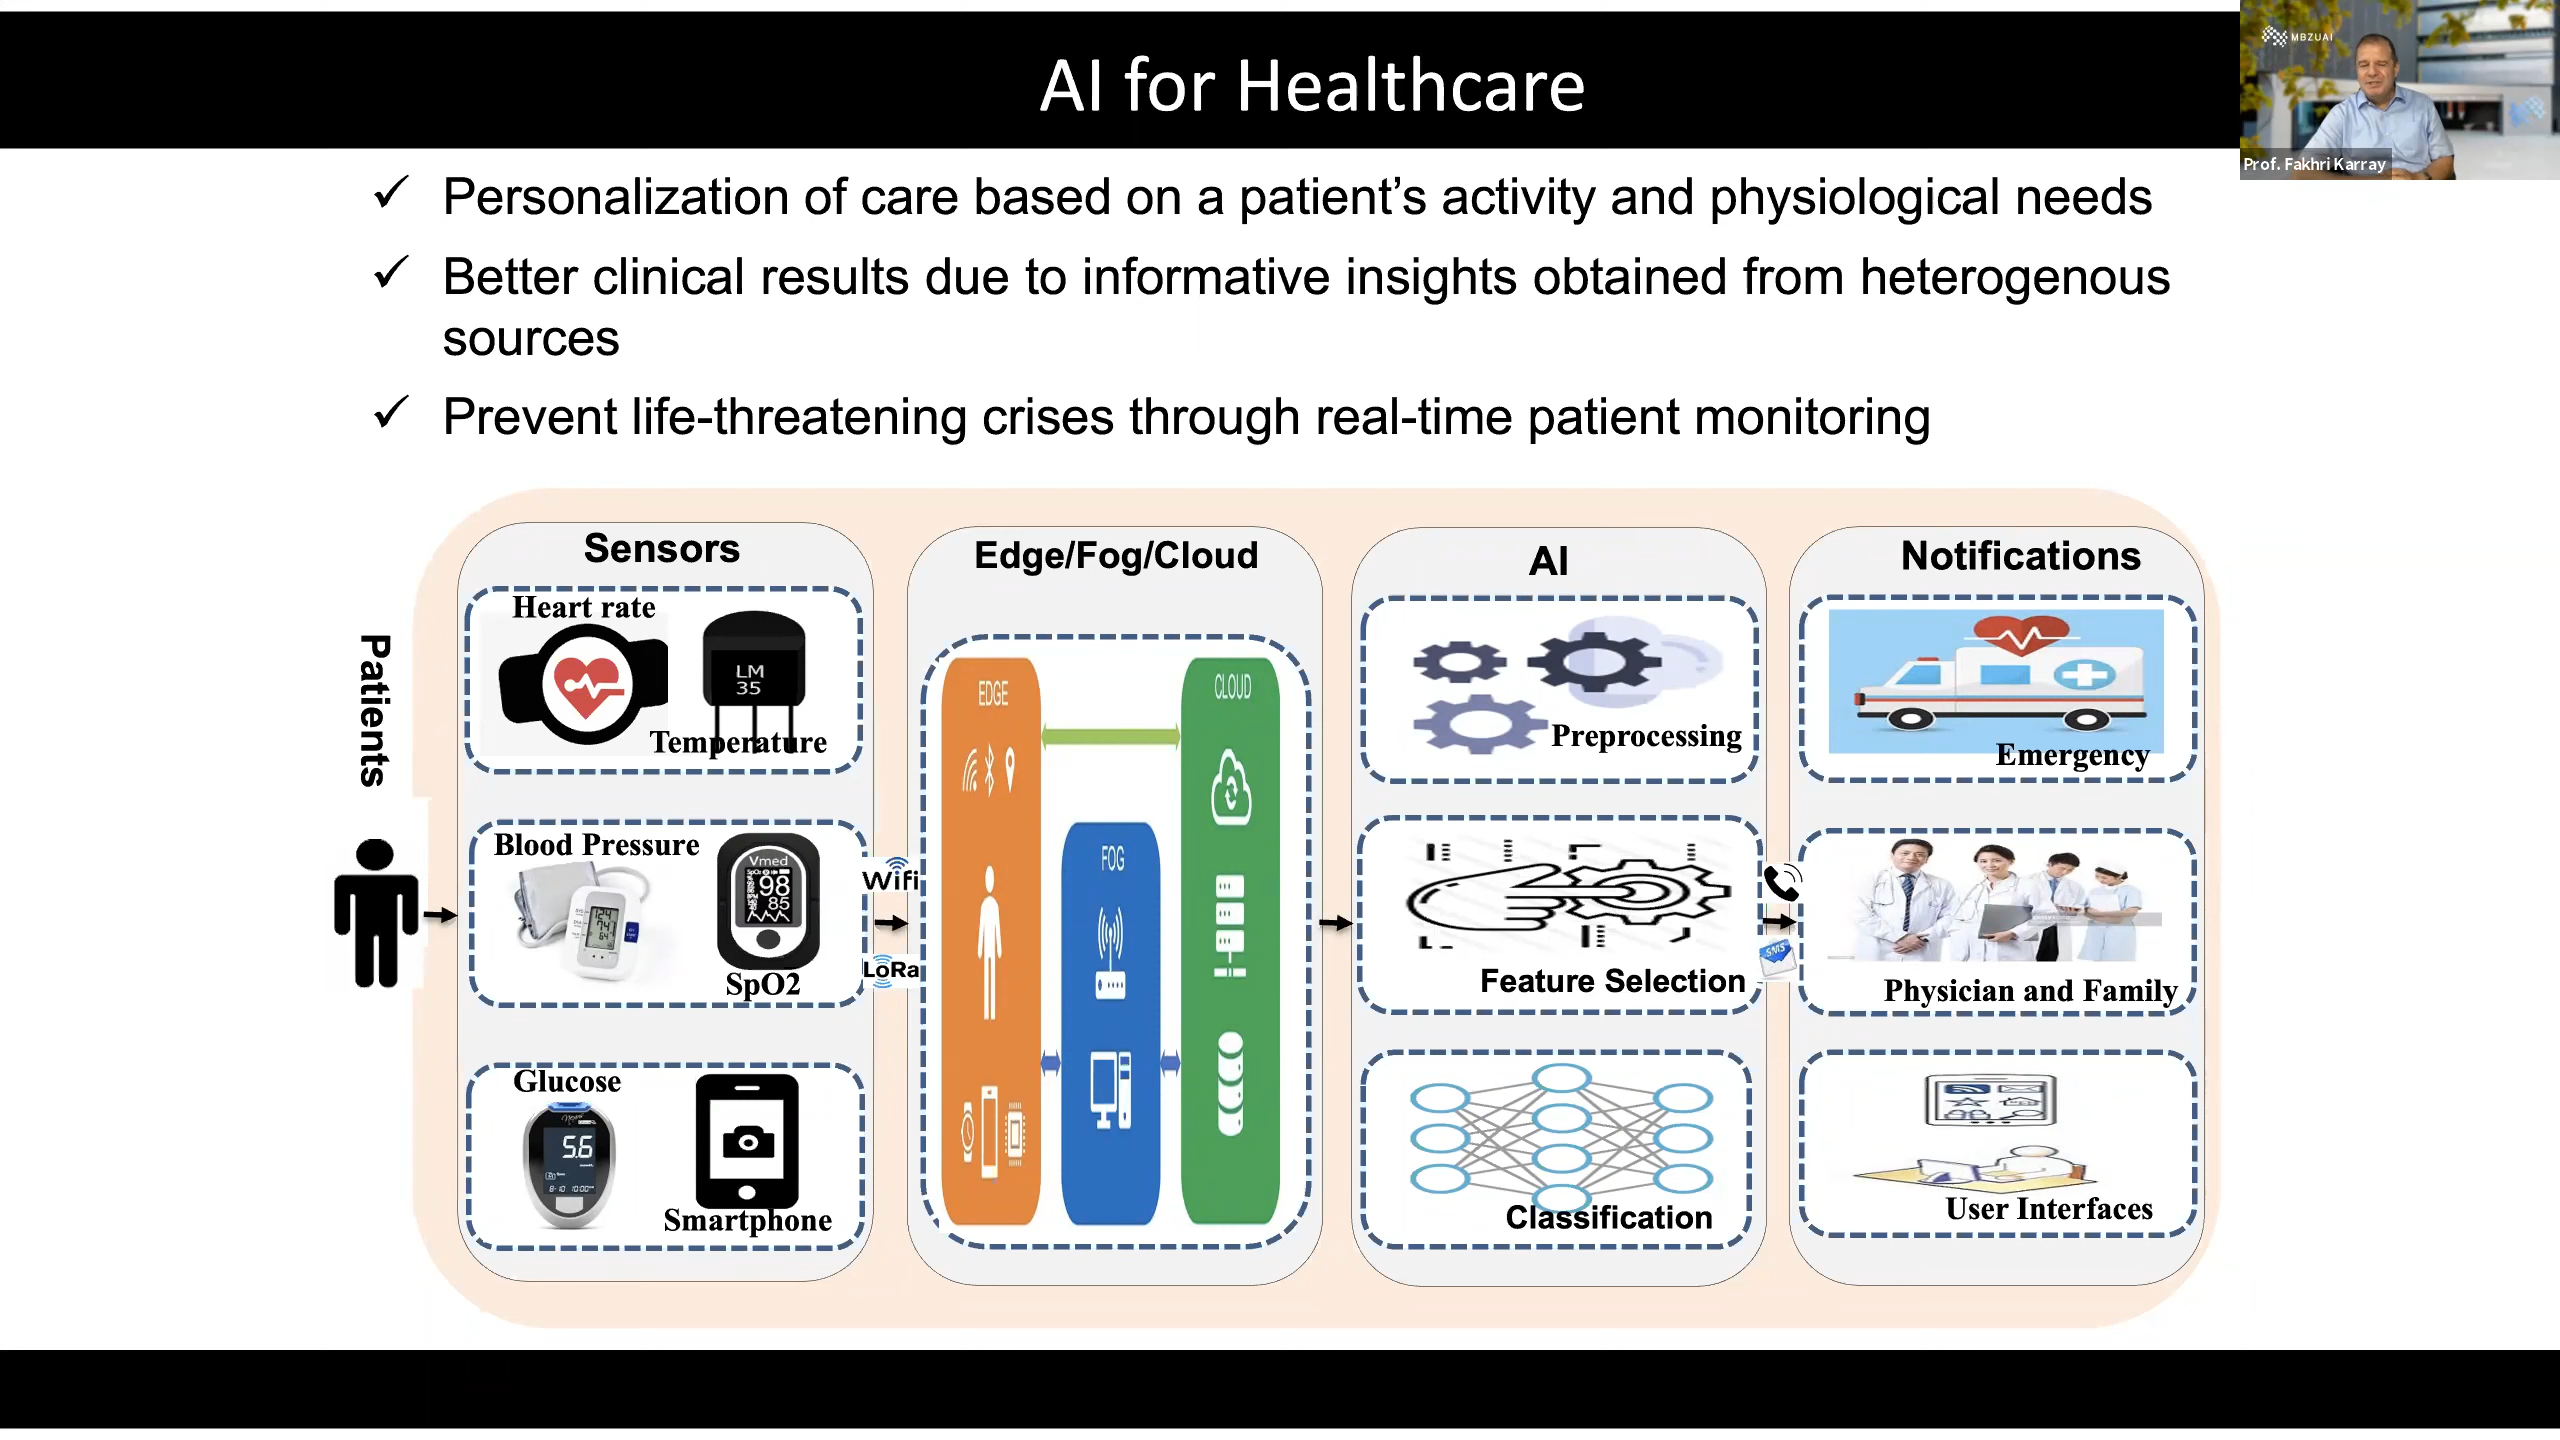 AI for Healthcare
MBZUAI
Prof. Fakhri Karray
✓ Personalization of care based on a patient’s activity and physiological needs
✓ Better clinical results due to informative insights obtained from heterogenous
sources
✓ Prevent life-threatening crises through real-time patient monitoring
Patients
Sensors
Heart rate
LM
35
Temperature
Blood Pressure
Vmed
98
85
SpO2
Glucose
5.6
Smartphone
Wifi
LoRa
Edge/Fog/Cloud
EDGE
FOG
CLOUD
AI
Preprocessing
Feature Selection
Classification
SMS
Notifications
Emergency
Physician and Family
User Interfaces